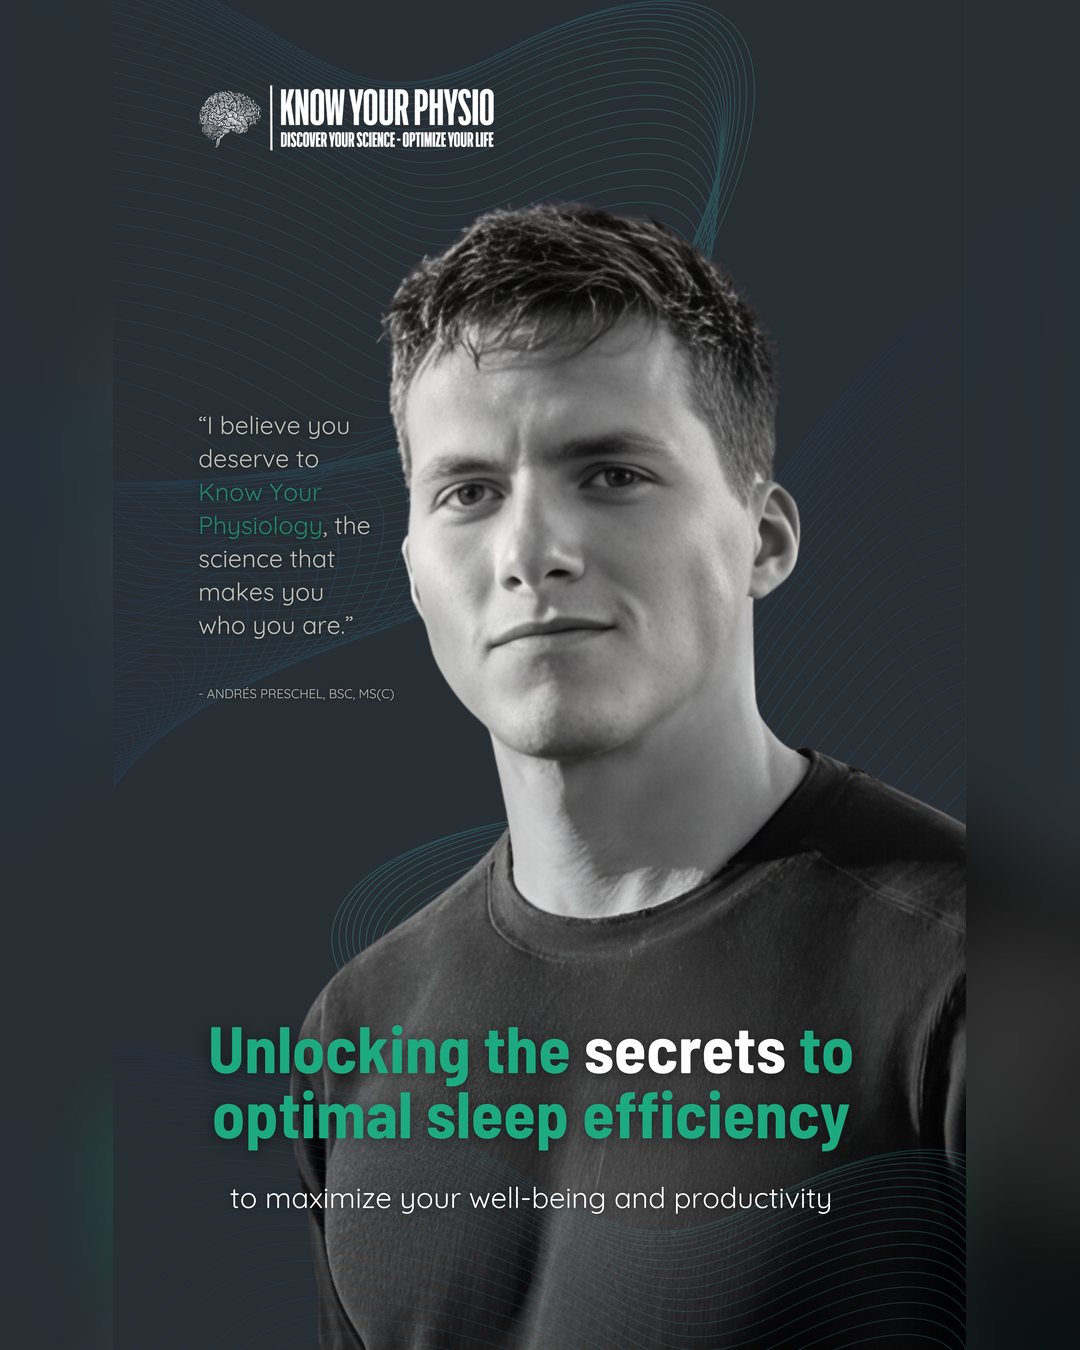 KNOW YOUR PHYSIO
DISCOVER YOUR SCIENCE - OPTIMIZE YOUR LIFE
“I believe you
deserve to
Know Your
Physiology, the
science that
makes you
who you are.”
- ANDRÉS PRESCHEL, BSC, MS(C)
Unlocking the secrets to
optimal sleep efficiency
to maximize your well-being and productivity